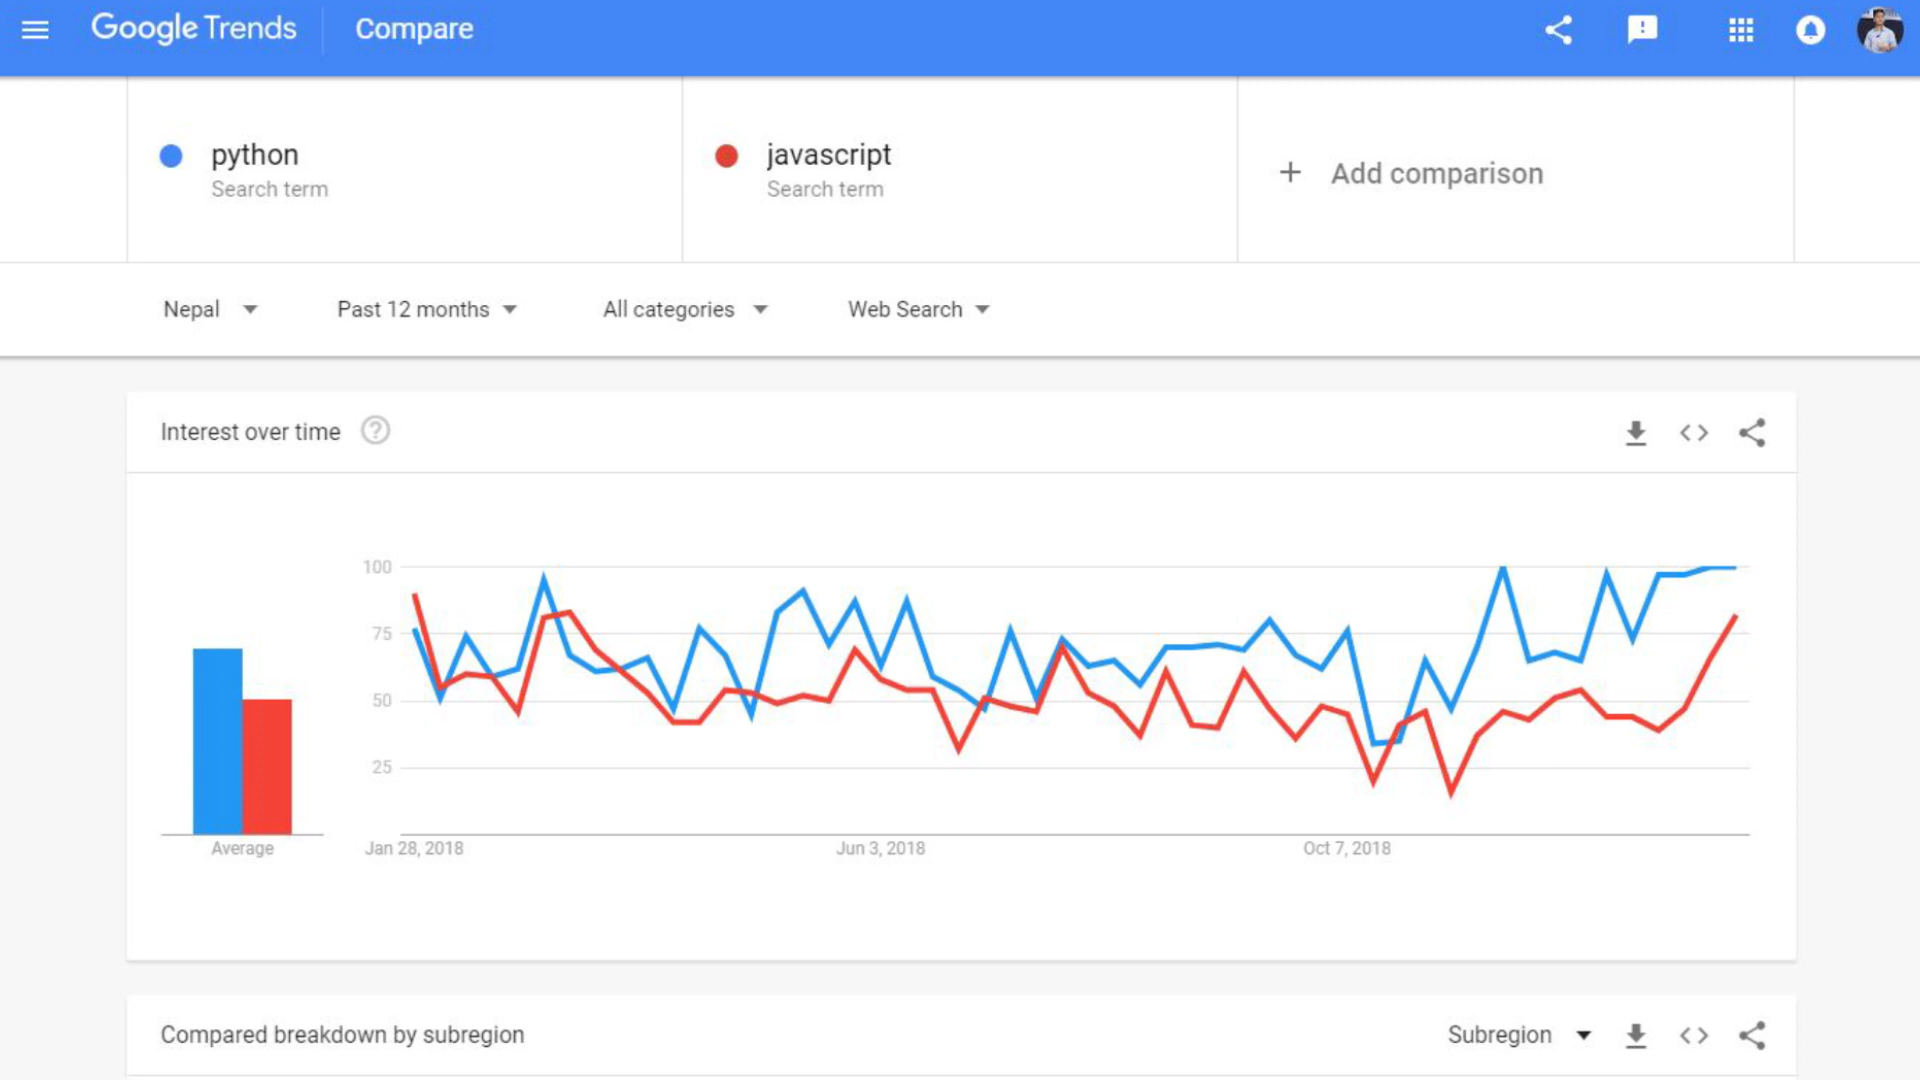 Google Trends Compare
python
Search term
javascript
Search term
+ Add comparison
Nepal
Past 12 months
All categories
Web Search
Interest over time ?
100
75
50
25
Average
Jan 28, 2018
Jun 3, 2018
Oct 7, 2018
Compared breakdown by subregion
Subregion